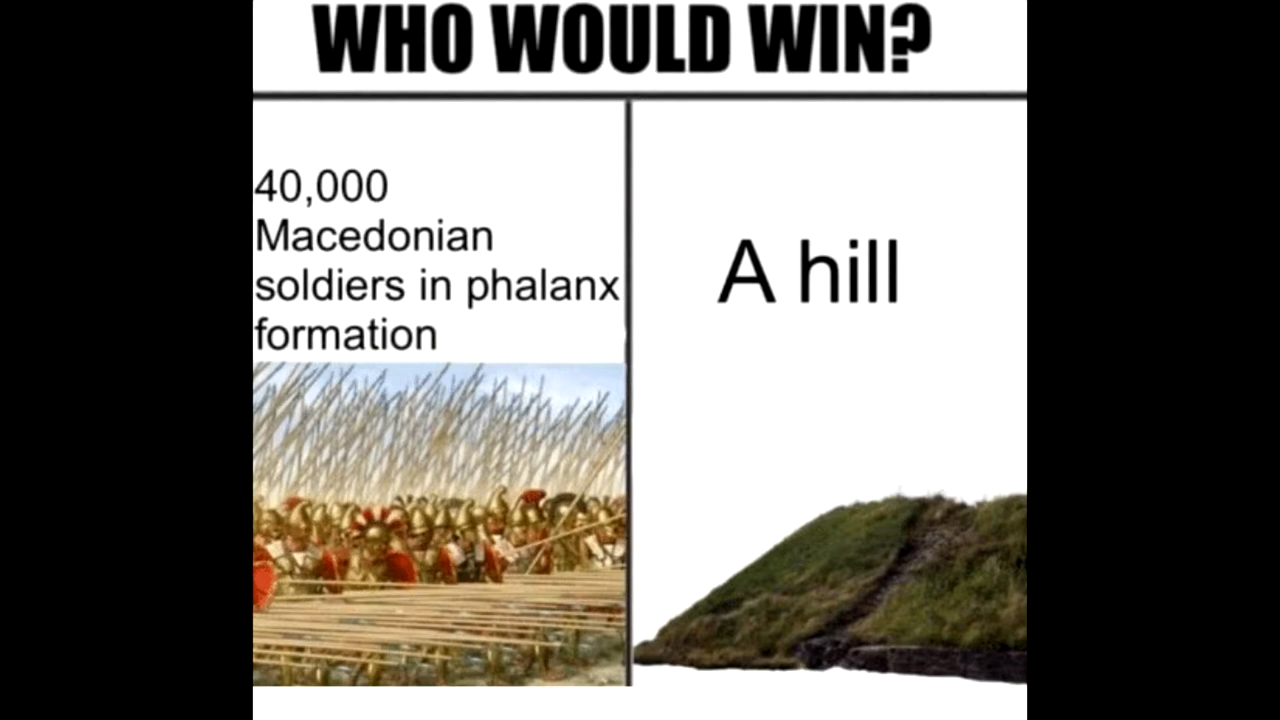 WHO WOULD WIN?
40,000
Macedonian
soldiers in phalanx
formation
A hill